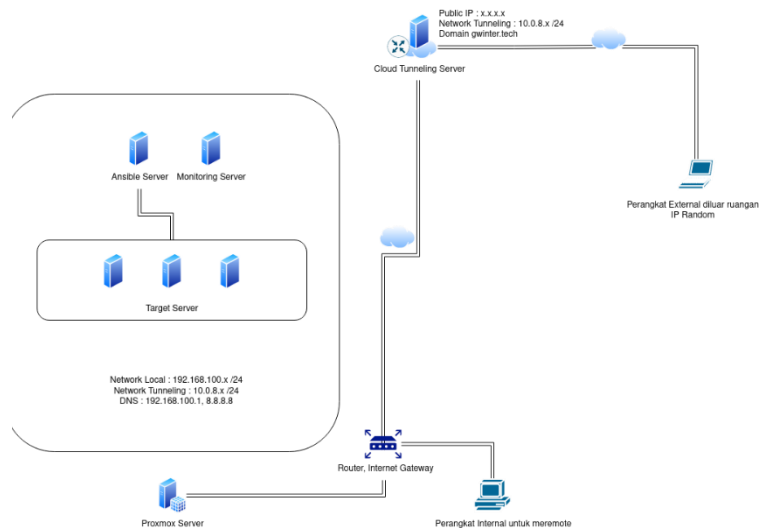 Public IP : x.x.x.x
Network Tunneling : 10.0.8.x /24
Domain gwinter.tech
Cloud Tunneling Server
Ansible Server
Monitoring Server
Perangkat External diluar ruangan
IP Random
Target Server
Network Local : 192.168.100.x /24
Network Tunneling : 10.0.8.x /24
DNS : 192.168.100.1, 8.8.8.8
Router, Internet Gateway
Proxmox Server
Perangkat Internal untuk meremote